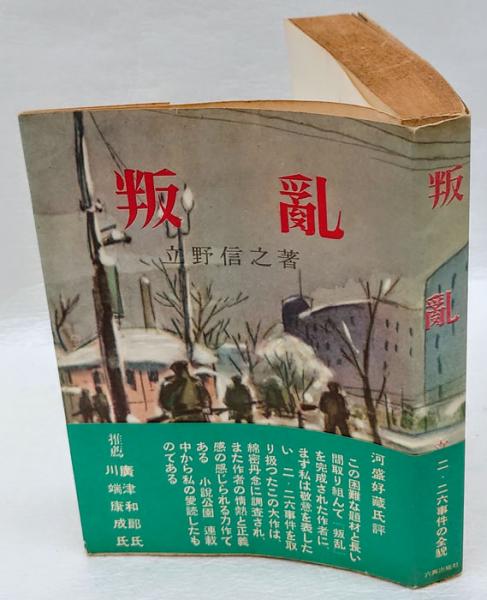 叛亂
立野信之著
河盛好藏氏評
この困難な題材と長い
間取り組んで「叛乱」
を完成された作者に、
まず私は敬意を表した
い 二・二六事件を取
り扱つたこの大作は、
綿密丹念に調査され、
また作者の情熱と正義
感の感じられる力作で
ある 小說公園連載
中から私の愛読したも
のである
推薦
廣津和郎氏
川端康成氏
叛亂
二・二六事件の全貌
六興出版社